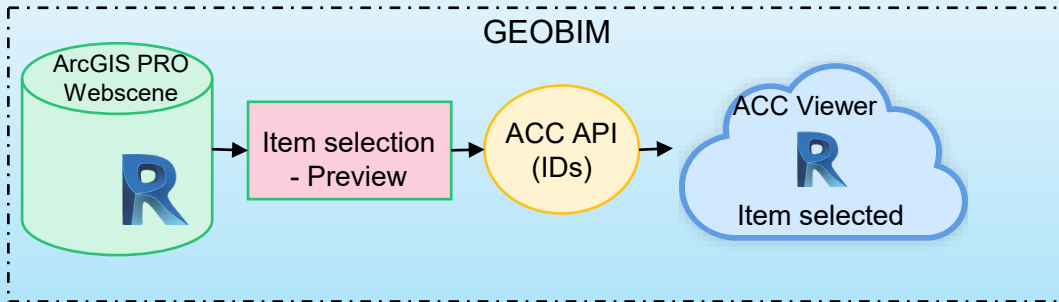 GEOBIM
ArcGIS PRO
Webscene
R
Item selection
- Preview
ACC API
(IDs)
ACC Viewer
R
Item selected